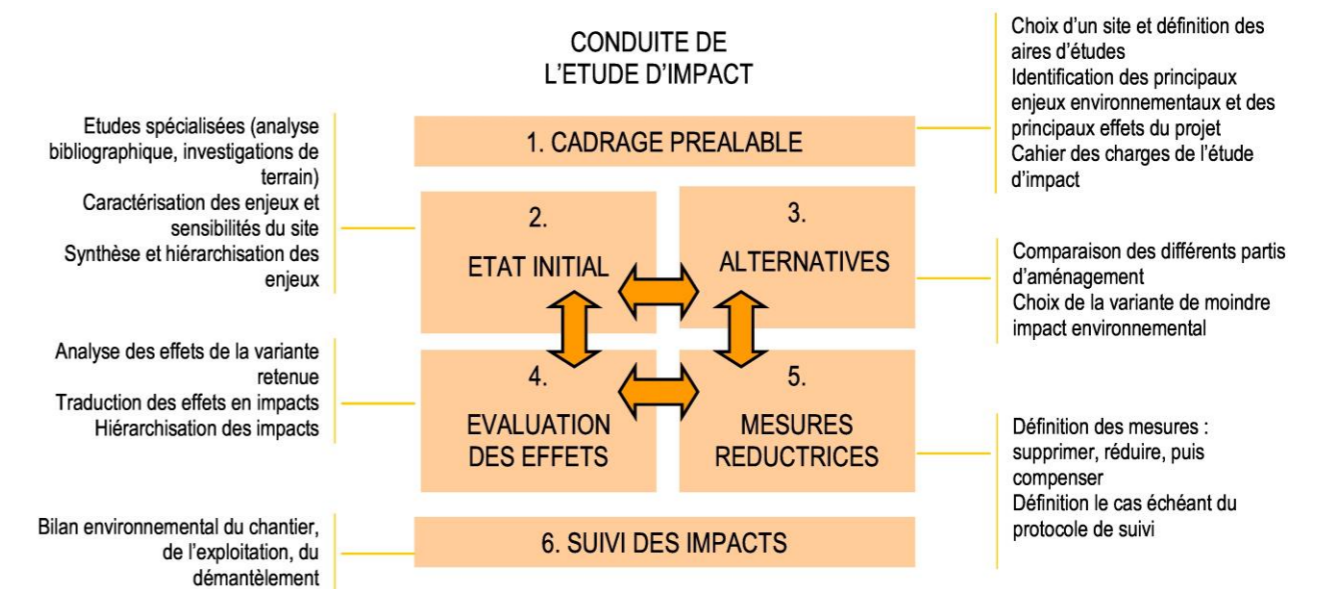 CONDUITE DE
L'ETUDE D'IMPACT
1. CADRAGE PREALABLE
Choix d'un site et définition des
aires d'études
Identification des principaux
enjeux environnementaux et des
principaux effets du projet
Cahier des charges de l'étude
d'impact
Etudes spécialisées (analyse
bibliographique, investigations de
terrain)
Caractérisation des enjeux et
sensibilités du site
Synthèse et hiérarchisation des
enjeux
2.
ETAT INITIAL
3.
ALTERNATIVES
Comparaison des différents partis
d'aménagement
Choix de la variante de moindre
impact environnemental
Analyse des effets de la variante
retenue
Traduction des effets en impacts
Hiérarchisation des impacts
4.
EVALUATION
DES EFFETS
5.
MESURES
REDUCTRICES
Définition des mesures :
supprimer, réduire, puis
compenser
Définition le cas échéant du
protocole de suivi
Bilan environnemental du chantier,
de l'exploitation, du
démantèlement
6. SUIVI DES IMPACTS